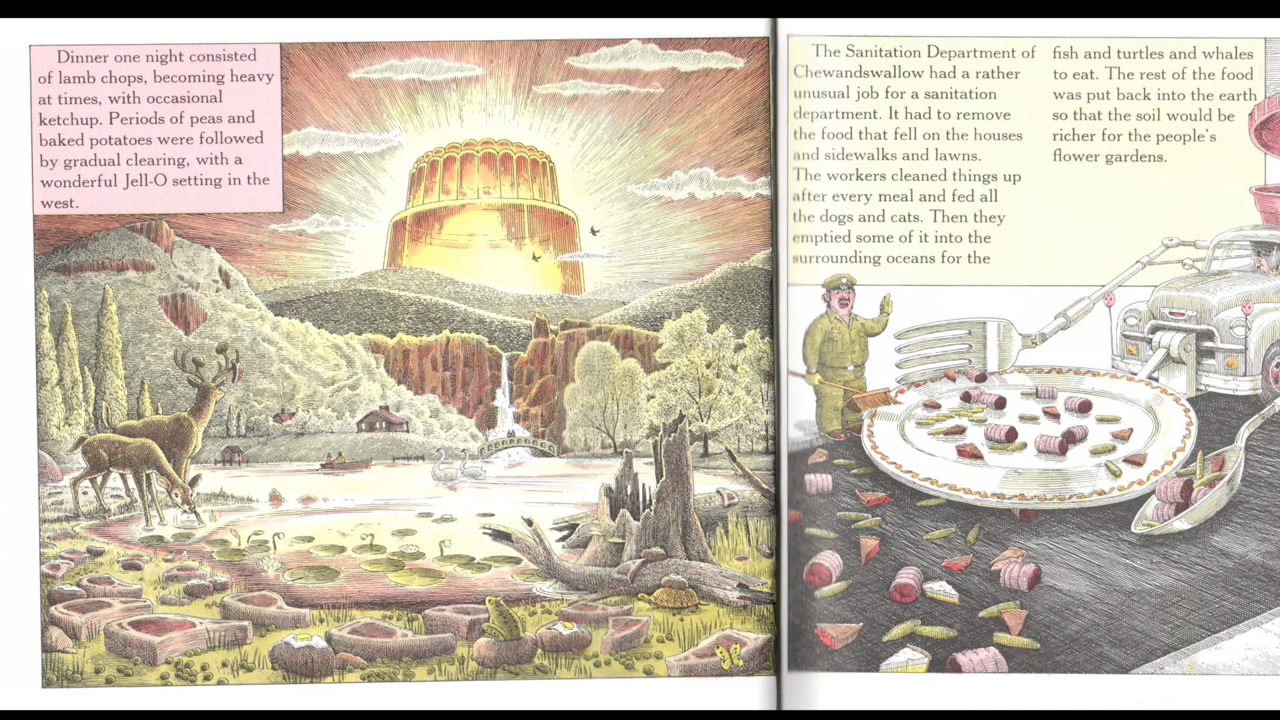 Dinner one night consisted
of lamb chops, becoming heavy
at times, with occasional
ketchup. Periods of peas and
baked potatoes were followed
by gradual clearing, with a
wonderful Jell-O setting in the
west.
The Sanitation Department of
Chewandswallow had a rather
unusual job for a sanitation
department. It had to remove
the food that fell on the houses
and sidewalks and lawns.
The workers cleaned things up
after every meal and fed all
the dogs and cats. Then they
emptied some of it into the
surrounding oceans for the
fish and turtles and whales
to eat. The rest of the food
was put back into the earth
so that the soil would be
richer for the people's
flower gardens.